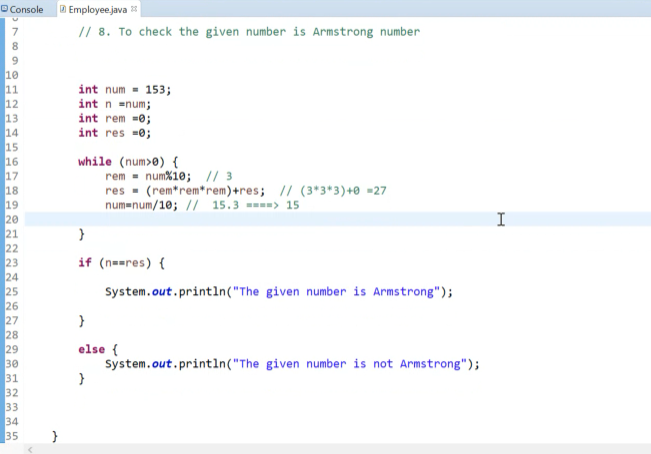 Console Employee.java
7 // 8. To check the given number is Armstrong number
8
9
10
11 int num = 153;
12 int n =num;
13 int rem =0;
14 int res =0;
15
16 while (num>0) {
17 rem = num%10; // 3
18 res = (rem*rem*rem)+res; // (3*3*3)+0 =27
19 num=num/10; // 15.3 ====> 15
20
21 }
22
23 if (n==res) {
24
25 System.out.println("The given number is Armstrong");
26
27 }
28
29 else {
30 System.out.println("The given number is not Armstrong");
31 }
32
33
34
35 }